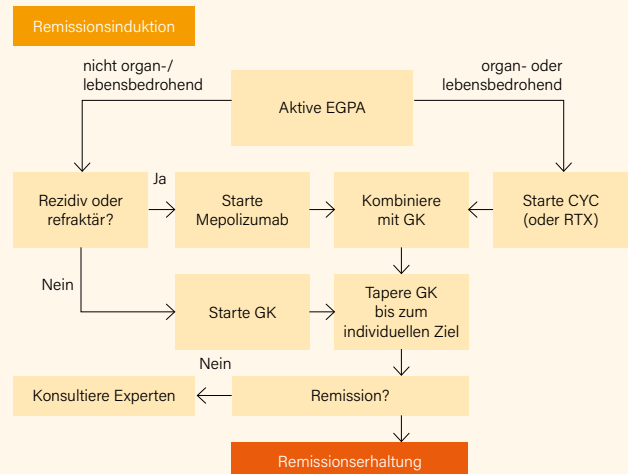 Remissionsinduktion
nicht organ-/
lebensbedrohend
organ- oder
lebensbedrohend
Aktive EGPA
Rezidiv oder
refraktär?
Ja
Starte
Mepolizumab
Kombiniere
mit GK
Starte CYC
(oder RTX)
Nein
Starte GK
Tapere GK
bis zum
individuellen Ziel
Nein
Konsultiere Experten
Remission?
Remissionserhaltung